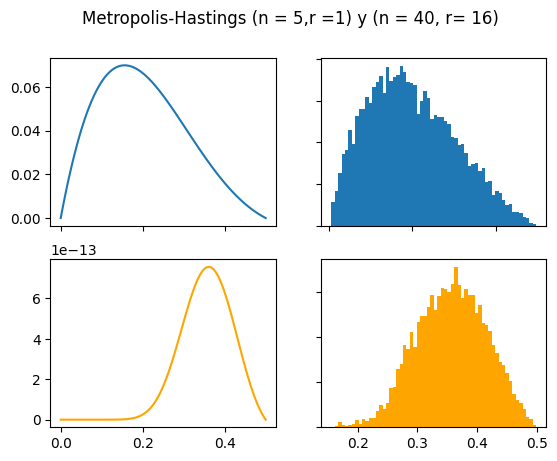 Metropolis-Hastings (n = 5,r =1) y (n = 40, r= 16)
0.06
0.04
0.02
0.00
1e−13
6
4
2
0
0.0 0.2 0.4
0.2 0.3 0.4 0.5